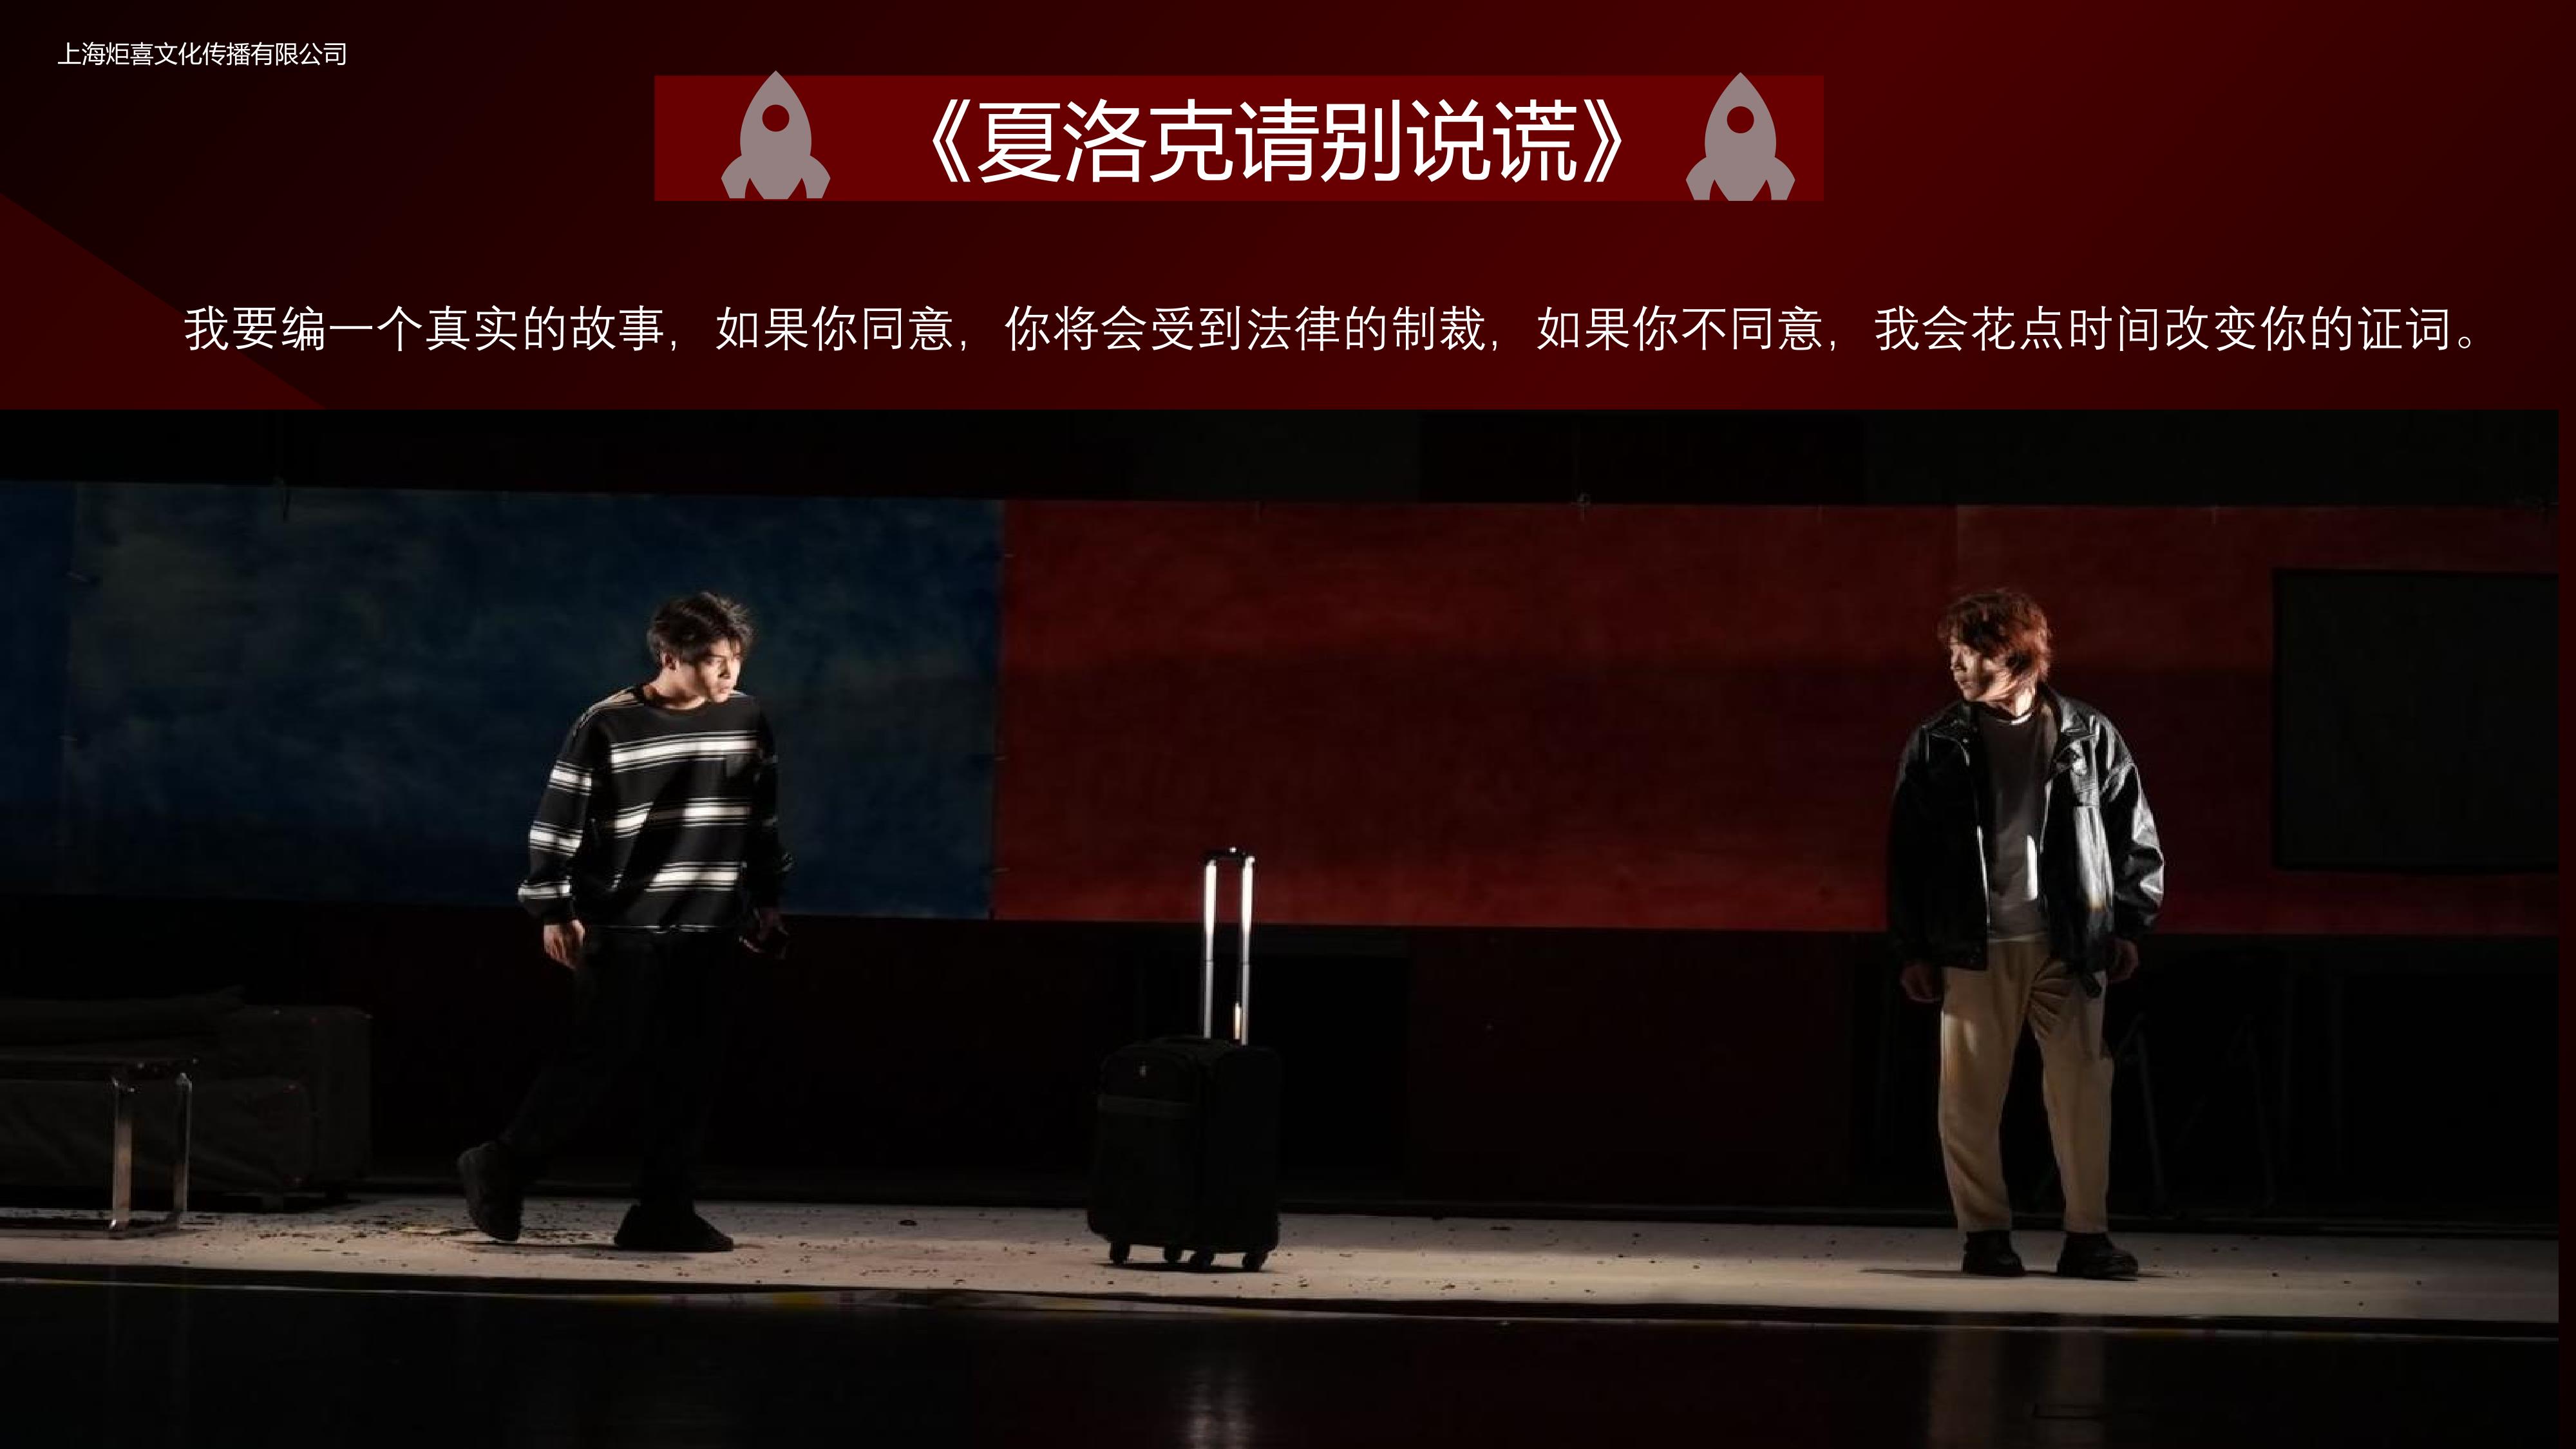 上海炬喜文化传播有限公司
《夏洛克请别说谎》
我要编一个真实的故事，如果你同意，你将会受到法律的制裁，如果你不同意，我会花点时间改变你的证词。